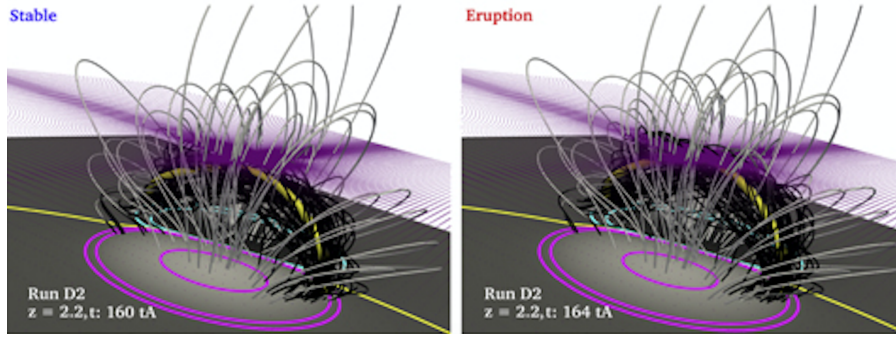 Stable
Eruption
Run D2
z = 2.2,t: 160 tA
Run D2
z = 2.2,t: 164 tA